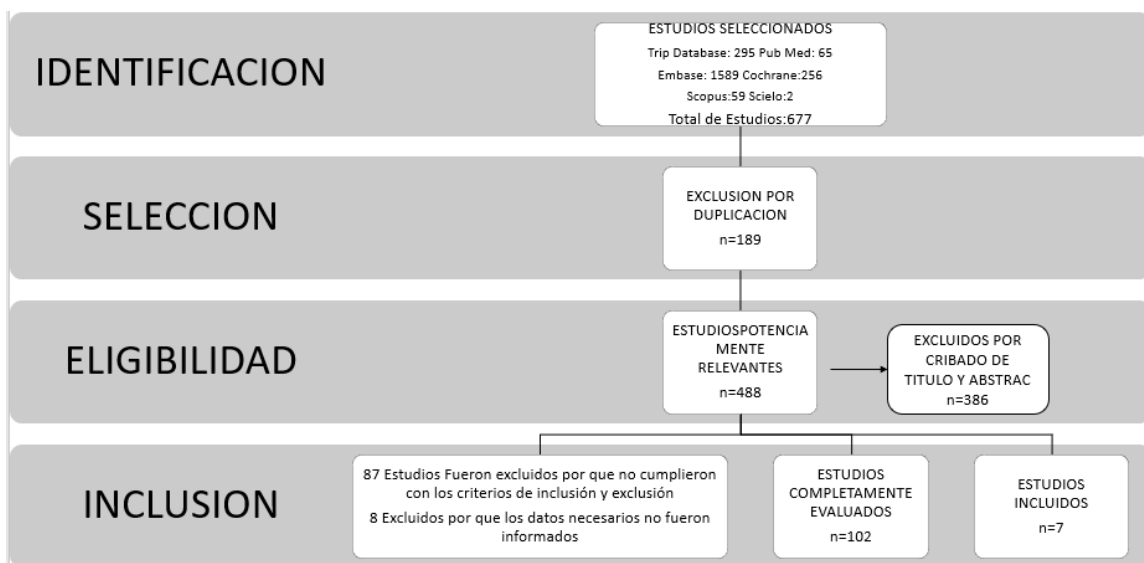 IDENTIFICACION
ESTUDIOS SELECCIONADOS
Trip Database: 295 Pub Med: 65
Embase: 1589 Cochrane:256
Scopus:59 Scielo:2
Total de Estudios:677
SELECCION
EXCLUSION POR
DUPLICACION
n=189
ELIGIBILIDAD
ESTUDIOSPOTENCIA
MENTE
RELEVANTES
n=488
EXCLUIDOS POR
CRIBADO DE
TITULO Y ABSTRAC
n=386
INCLUSION
87 Estudios Fueron excluidos por que no cumplieron
con los criterios de inclusión y exclusión
8 Excluidos por que los datos necesarios no fueron
informados
ESTUDIOS
COMPLETAMENTE
EVALUADOS
n=102
ESTUDIOS
INCLUIDOS
n=7